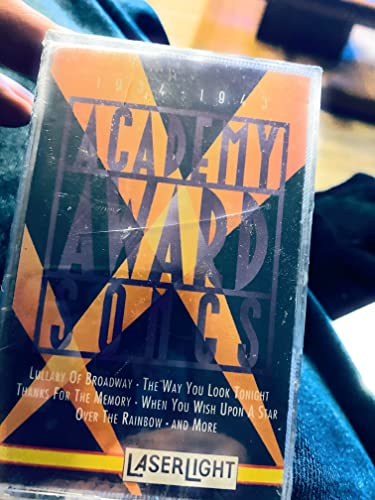 1934-1943
ACADEMY
AWARD
SONGS
LULLABY OF BROADWAY · THE WAY YOU LOOK TONIGHT
THANKS FOR THE MEMORY · WHEN YOU WISH UPON A STAR
OVER THE RAINBOW · AND MORE
LASERLIGHT